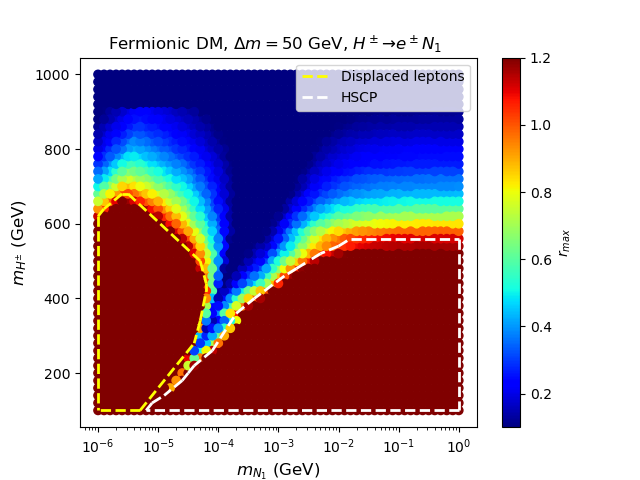 Fermionic DM, Δm = 50 GeV, H^± → e^± N_1
Displaced leptons
HSCP
m_{H^±} (GeV)
1000
800
600
400
200
10^{-6} 10^{-5} 10^{-4} 10^{-3} 10^{-2} 10^{-1} 10^0
m_{N_1} (GeV)
1.2
1.0
0.8
0.6
0.4
0.2
r_{max}